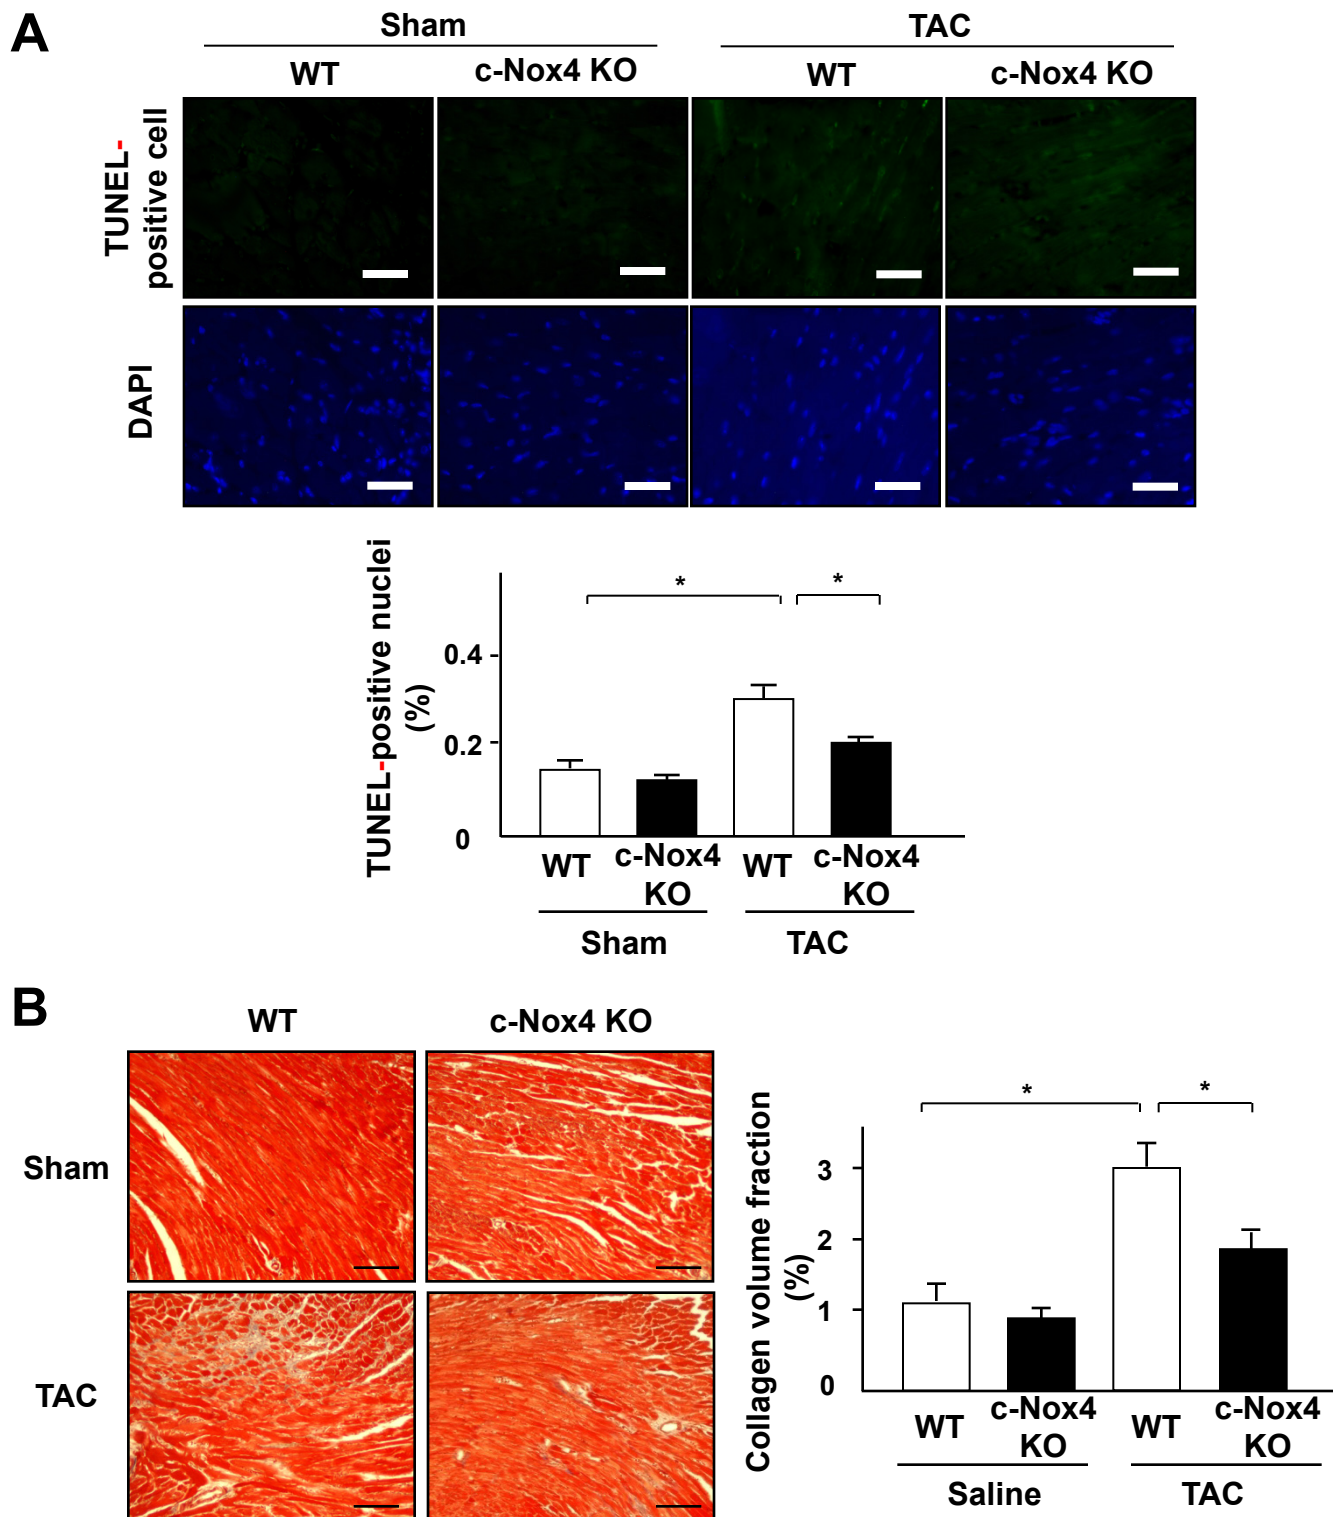 A
Sham
TAC
WT
c-Nox4 KO
WT
c-Nox4 KO
TUNEL-
positive cell
DAPI
TUNEL-positive nuclei
(%)
*
*
0.4
0.2
0
WT
c-Nox4
KO
WT
c-Nox4
KO
Sham
TAC
B
WT
c-Nox4 KO
Sham
TAC
Collagen volume fraction
(%)
*
*
3
2
1
0
WT
c-Nox4
KO
WT
c-Nox4
KO
Saline
TAC